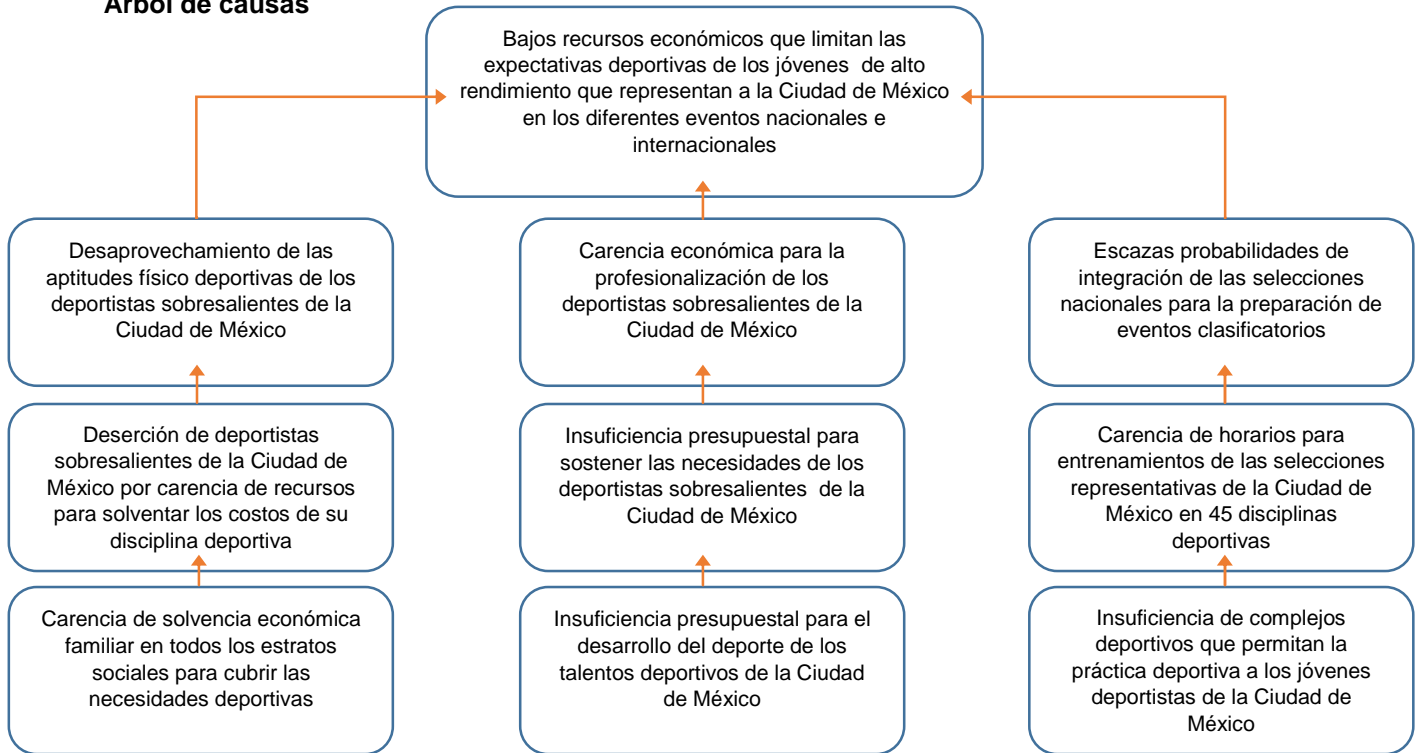 Árbol de causas
Bajos recursos económicos que limitan las
expectativas deportivas de los jóvenes de alto
rendimiento que representan a la Ciudad de México
en los diferentes eventos nacionales e
internacionales
Desaprovechamiento de las
aptitudes físico deportivas de los
deportistas sobresalientes de la
Ciudad de México
Carencia económica para la
profesionalización de los
deportistas sobresalientes de la
Ciudad de México
Escazas probabilidades de
integración de las selecciones
nacionales para la preparación de
eventos clasificatorios
Deserción de deportistas
sobresalientes de la Ciudad de
México por carencia de recursos
para solventar los costos de su
disciplina deportiva
Insuficiencia presupuestal para
sostener las necesidades de los
deportistas sobresalientes de la
Ciudad de México
Carencia de horarios para
entrenamientos de las selecciones
representativas de la Ciudad de
México en 45 disciplinas
deportivas
Carencia de solvencia económica
familiar en todos los estratos
sociales para cubrir las
necesidades deportivas
Insuficiencia presupuestal para el
desarrollo del deporte de los
talentos deportivos de la Ciudad
de México
Insuficiencia de complejos
deportivos que permitan la
práctica deportiva a los jóvenes
deportistas de la Ciudad de
México